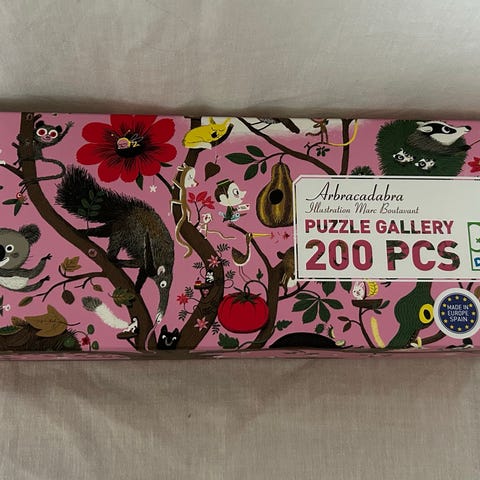 Arbracadabra
Illustration Marc Boutavant
PUZZLE GALLERY
200 PCS
MADE IN
EUROPE
SPAIN